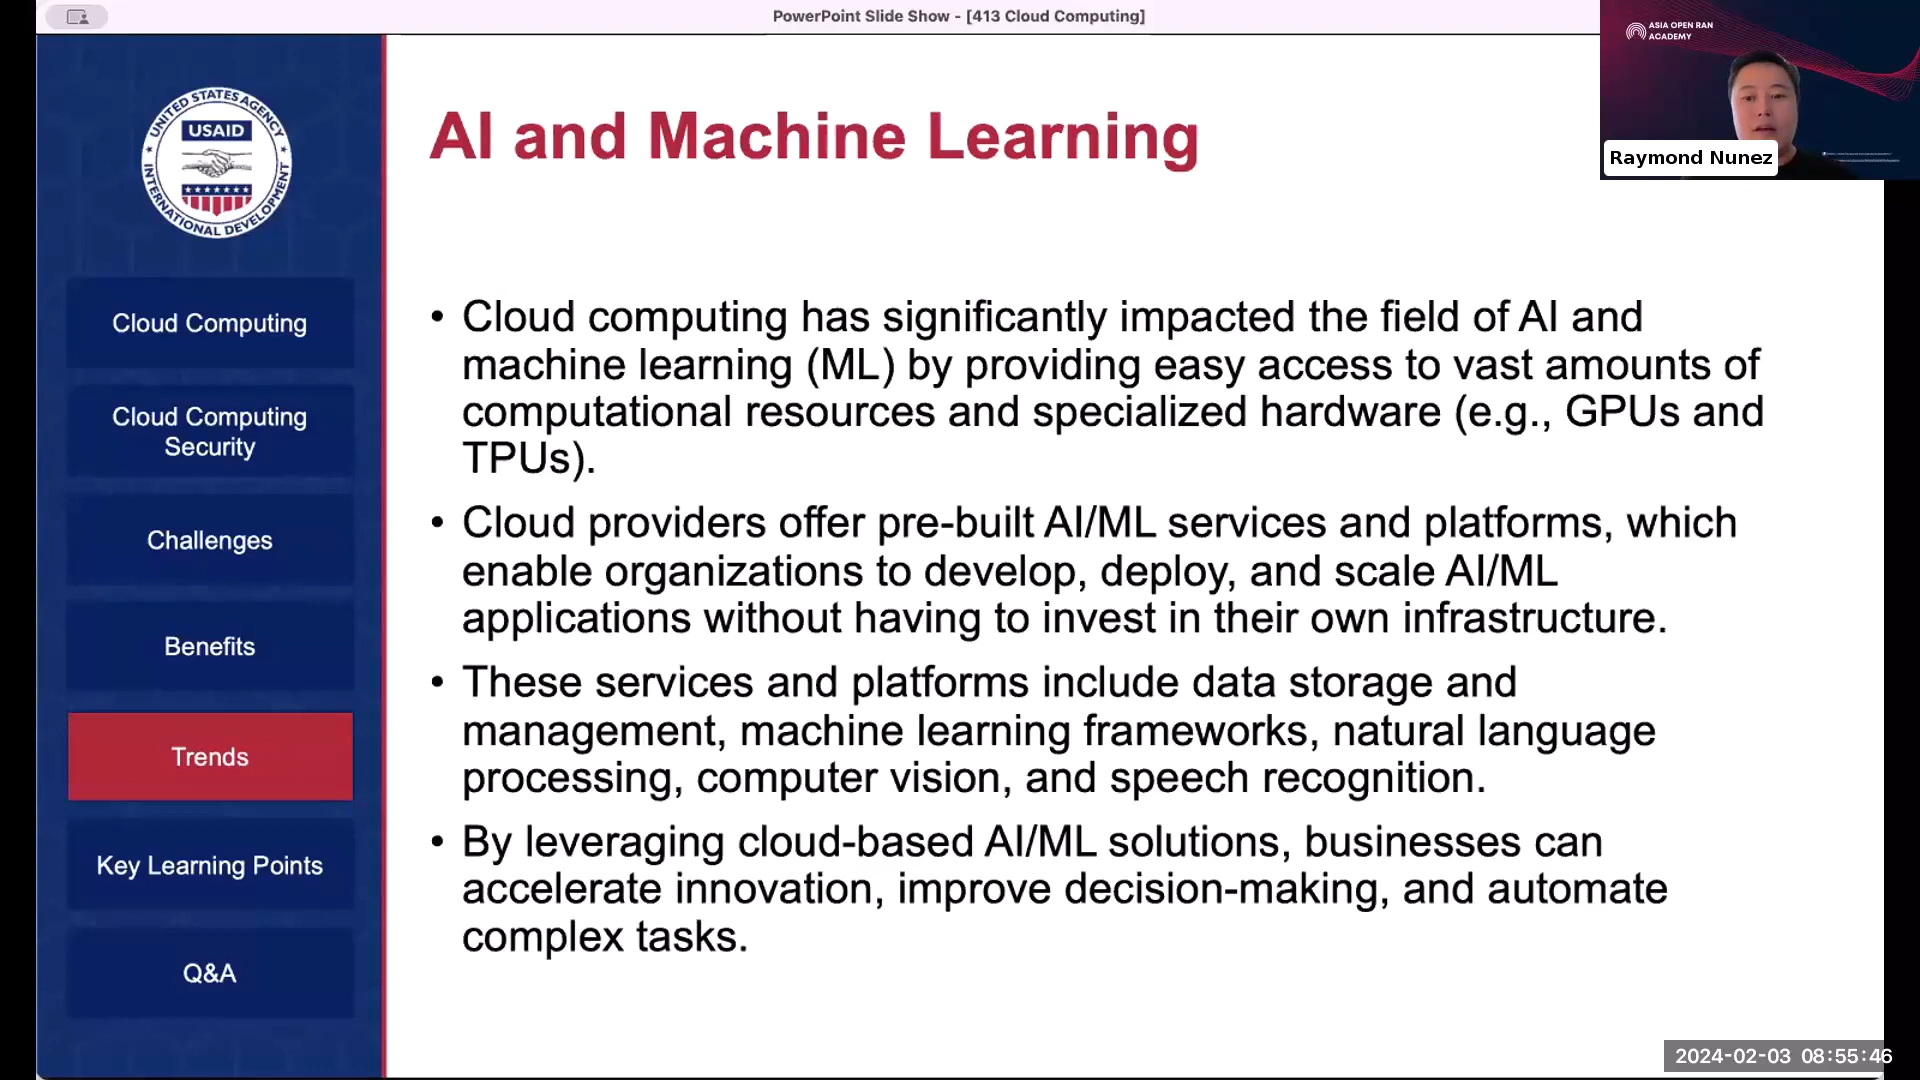 PowerPoint Slide Show - [413 Cloud Computing]
ASIA OPEN RAN
ACADEMY
Raymond Nunez
UNITED STATES AGENCY
USAID
INTERNATIONAL DEVELOPMENT
Cloud Computing
Cloud Computing
Security
Challenges
Benefits
Trends
Key Learning Points
Q&A
AI and Machine Learning
• Cloud computing has significantly impacted the field of AI and
machine learning (ML) by providing easy access to vast amounts of
computational resources and specialized hardware (e.g., GPUs and
TPUs).
• Cloud providers offer pre-built AI/ML services and platforms, which
enable organizations to develop, deploy, and scale AI/ML
applications without having to invest in their own infrastructure.
• These services and platforms include data storage and
management, machine learning frameworks, natural language
processing, computer vision, and speech recognition.
• By leveraging cloud-based AI/ML solutions, businesses can
accelerate innovation, improve decision-making, and automate
complex tasks.
2024-02-03 08:55:46